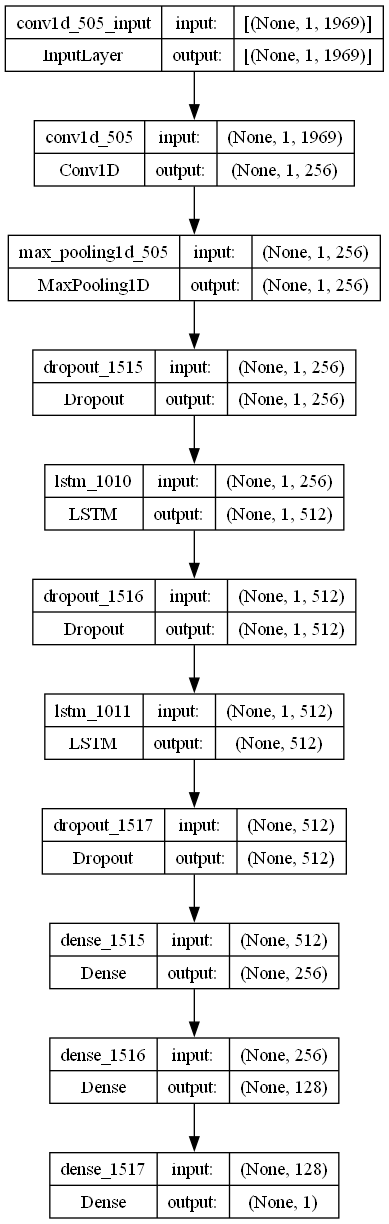 conv1d_505_input input: [(None, 1, 1969)]
InputLayer output: [(None, 1, 1969)]
conv1d_505 input: (None, 1, 1969)
Conv1D output: (None, 1, 256)
max_pooling1d_505 input: (None, 1, 256)
MaxPooling1D output: (None, 1, 256)
dropout_1515 input: (None, 1, 256)
Dropout output: (None, 1, 256)
lstm_1010 input: (None, 1, 256)
LSTM output: (None, 1, 512)
dropout_1516 input: (None, 1, 512)
Dropout output: (None, 1, 512)
lstm_1011 input: (None, 1, 512)
LSTM output: (None, 512)
dropout_1517 input: (None, 512)
Dropout output: (None, 512)
dense_1515 input: (None, 512)
Dense output: (None, 256)
dense_1516 input: (None, 256)
Dense output: (None, 128)
dense_1517 input: (None, 128)
Dense output: (None, 1)